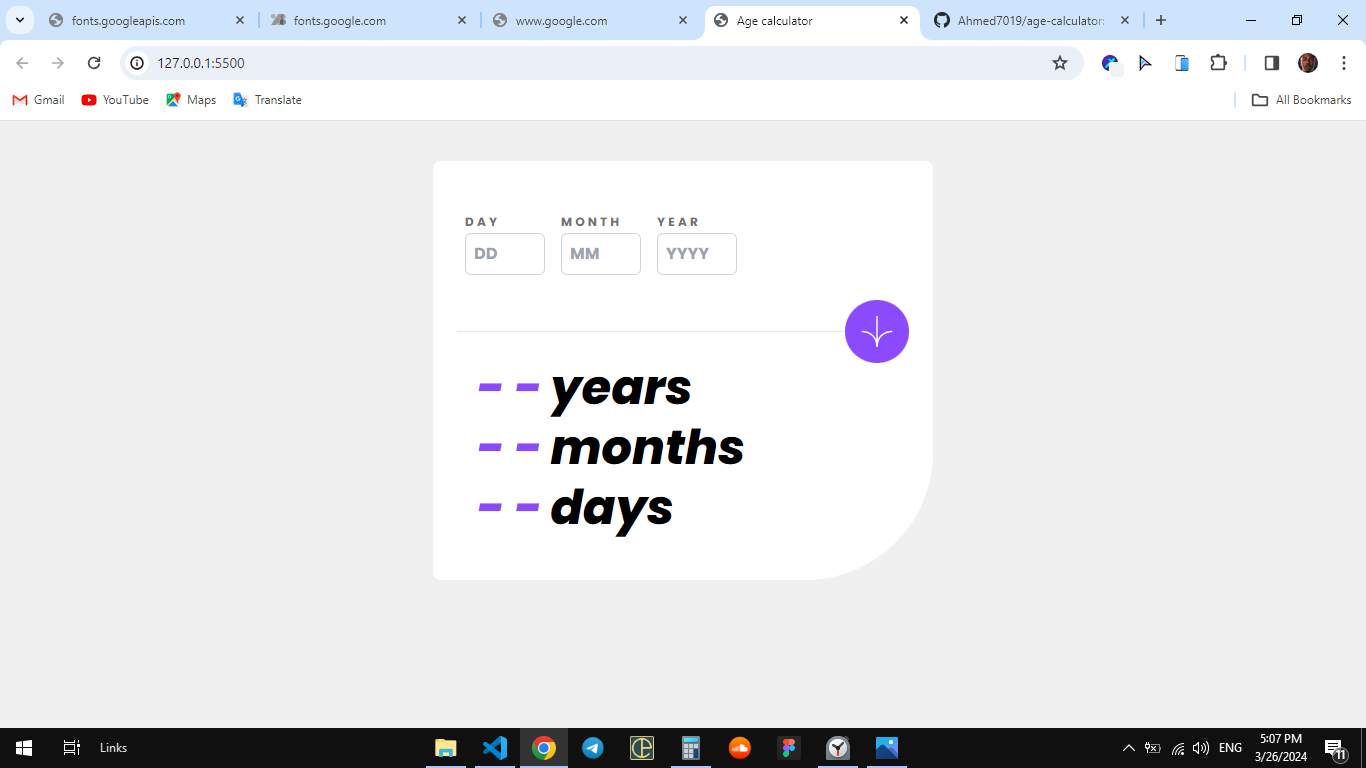 fonts.googleapis.com
fonts.google.com
www.google.com
Age calculator
Ahmed7019/age-calculator:
127.0.0.1:5500
Gmail
YouTube
Maps
Translate
All Bookmarks
DAY MONTH YEAR
DD MM YYYY
- - years
- - months
- - days
Links
ENG
5:07 PM
3/26/2024
11